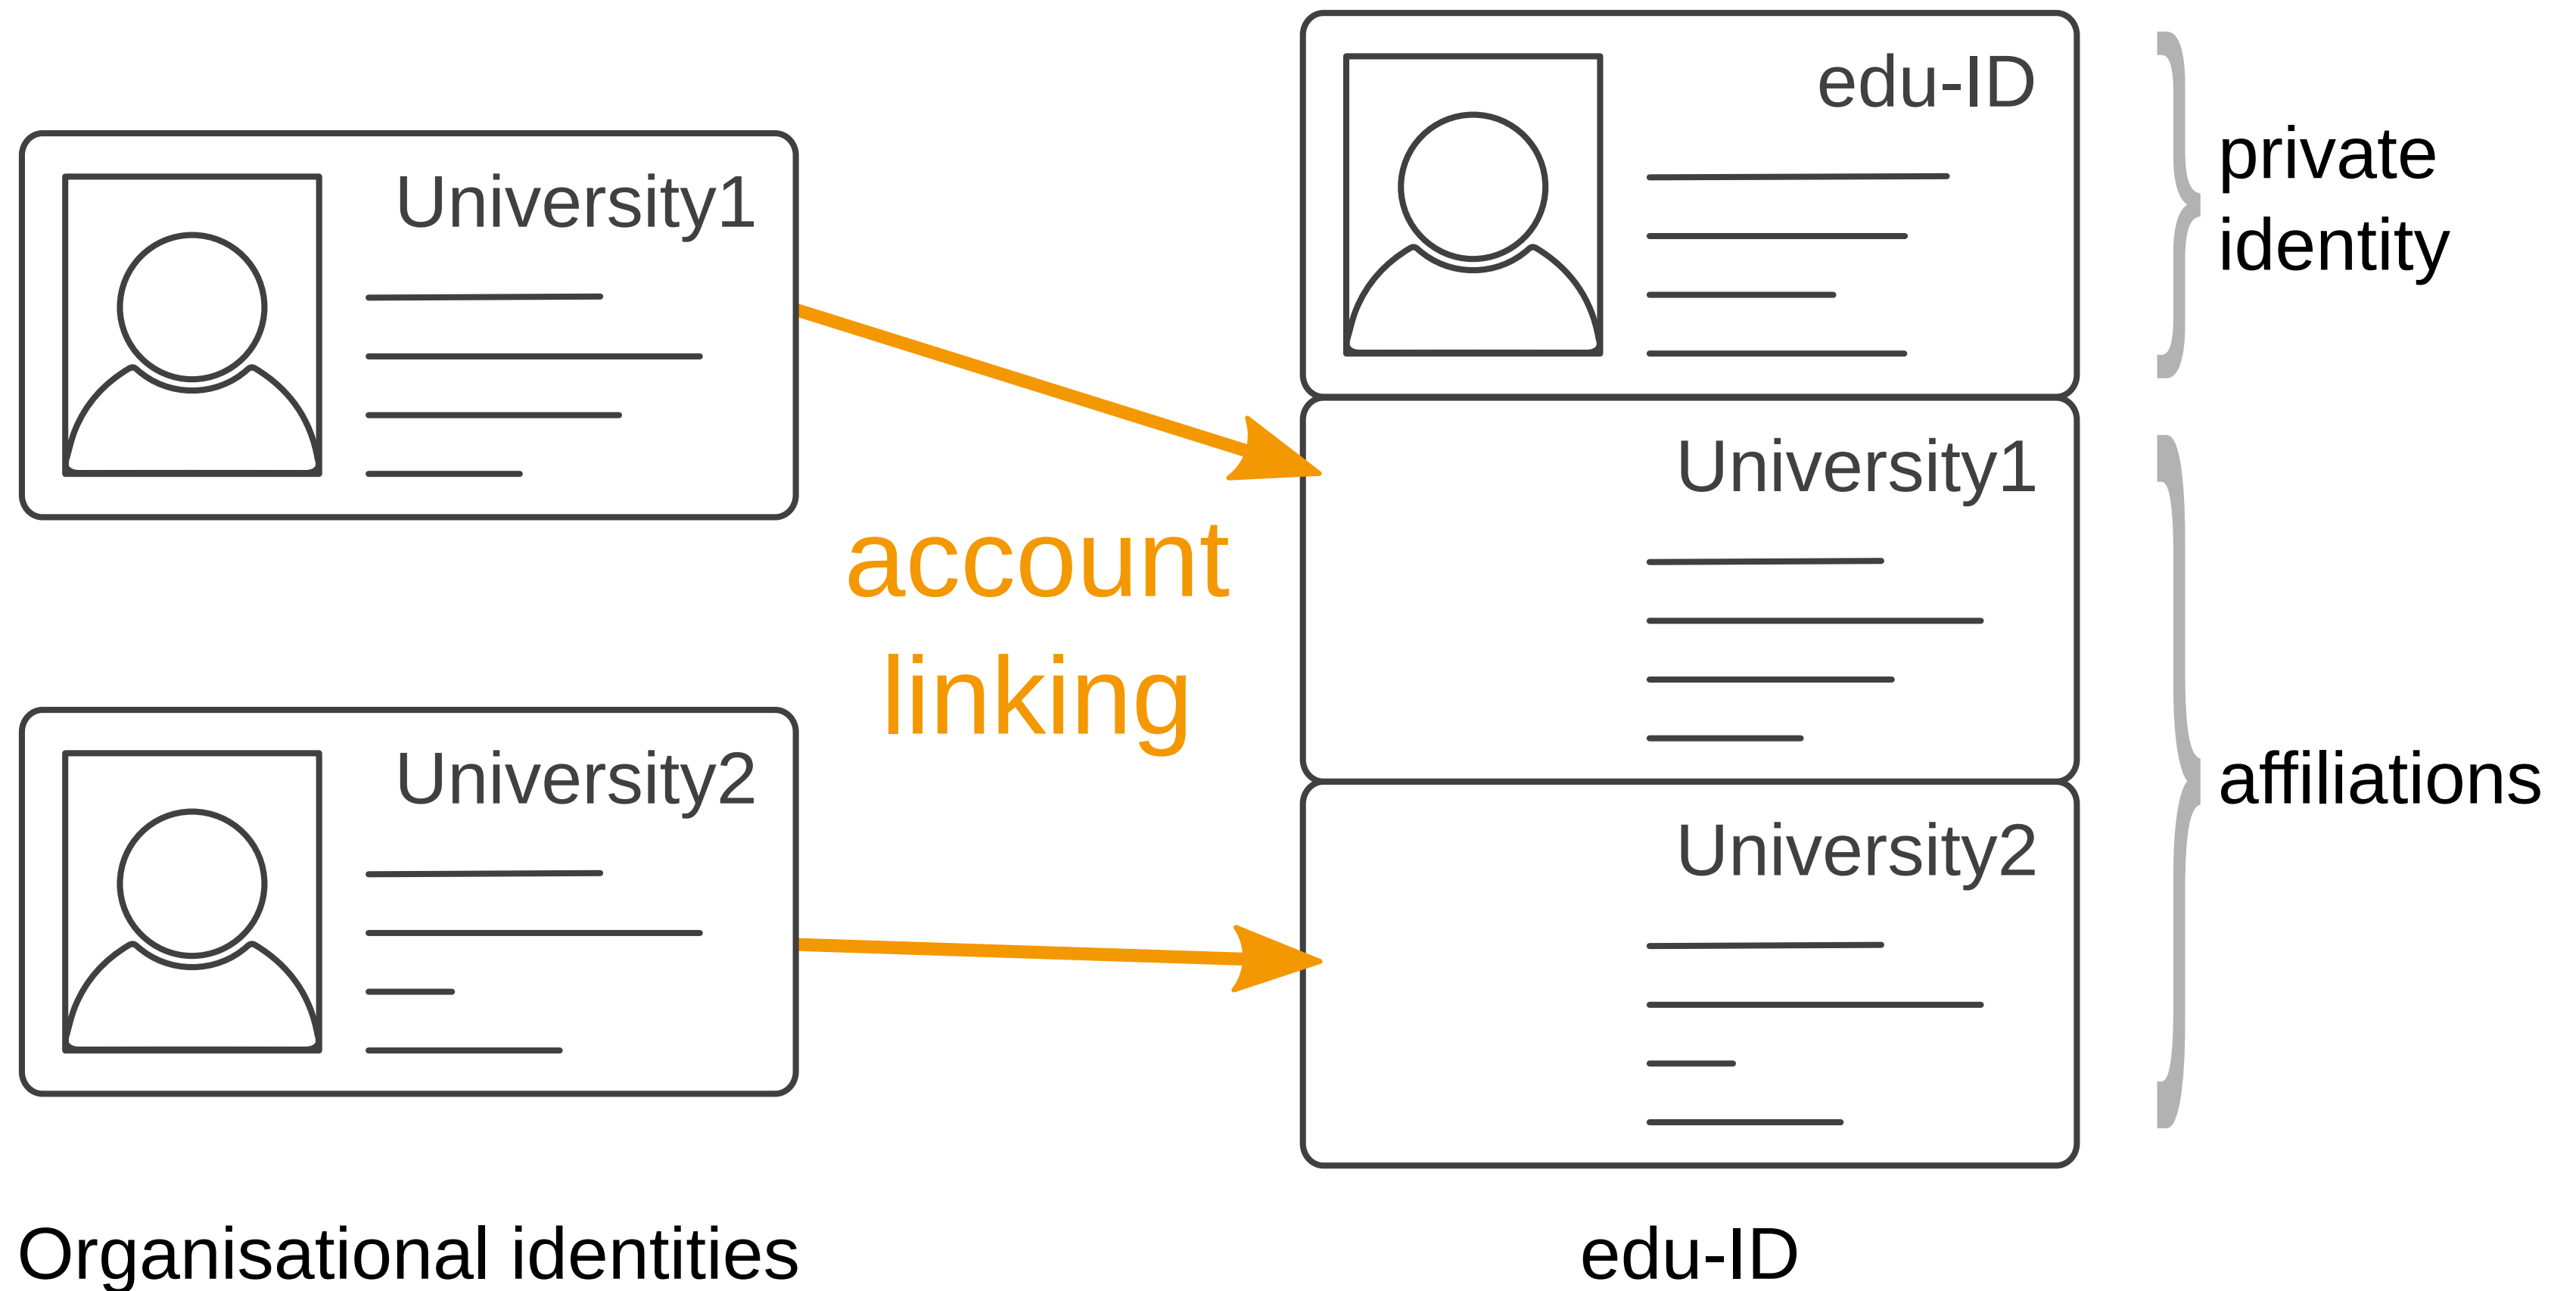 University1
University2
Organisational identities
account
linking
edu-ID
University1
University2
edu-ID
private
identity
affiliations